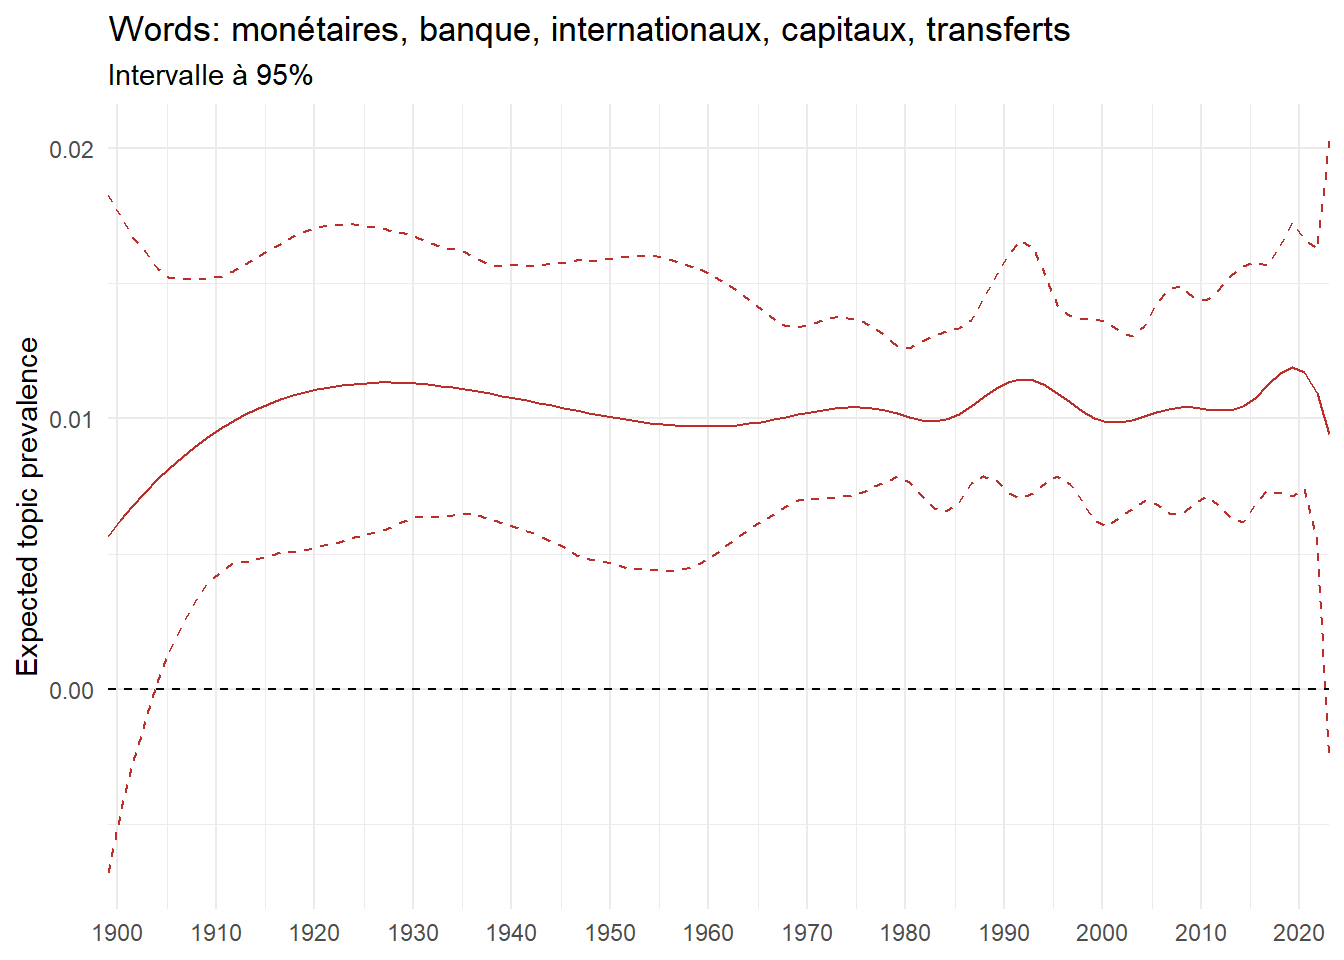 Words: monétaires, banque, internationaux, capitaux, transferts
Intervalle à 95%
Expected topic prevalence
0.02
0.01
0.00
1900 1910 1920 1930 1940 1950 1960 1970 1980 1990 2000 2010 2020